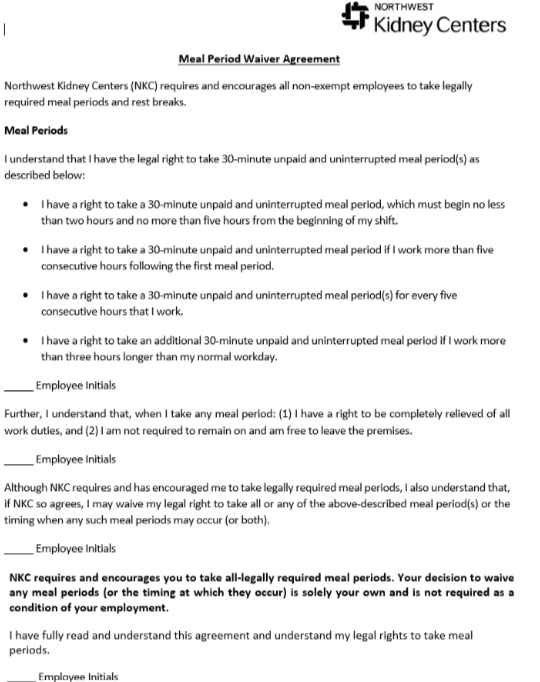 NORTHWEST
Kidney Centers
Meal Period Waiver Agreement
Northwest Kidney Centers (NKC) requires and encourages all non-exempt employees to take legally
required meal periods and rest breaks.
Meal Periods
I understand that I have the legal right to take 30-minute unpaid and uninterrupted meal period(s) as
described below:
• I have a right to take a 30-minute unpaid and uninterrupted meal period, which must begin no less
than two hours and no more than five hours from the beginning of my shift.
• I have a right to take a 30-minute unpaid and uninterrupted meal period if I work more than five
consecutive hours following the first meal period.
• I have a right to take a 30-minute unpaid and uninterrupted meal period(s) for every five
consecutive hours that I work.
• I have a right to take an additional 30-minute unpaid and uninterrupted meal period if I work more
than three hours longer than my normal workday.
_____ Employee Initials
Further, I understand that, when I take any meal period: (1) I have a right to be completely relieved of all
work duties, and (2) I am not required to remain on and am free to leave the premises.
_____ Employee Initials
Although NKC requires and has encouraged me to take legally required meal periods, I also understand that,
if NKC so agrees, I may waive my legal right to take all or any of the above-described meal period(s) or the
timing when any such meal periods may occur (or both).
_____ Employee Initials
NKC requires and encourages you to take all-legally required meal periods. Your decision to waive
any meal periods (or the timing at which they occur) is solely your own and is not required as a
condition of your employment.
I have fully read and understand this agreement and understand my legal rights to take meal
periods.
_____ Employee Initials